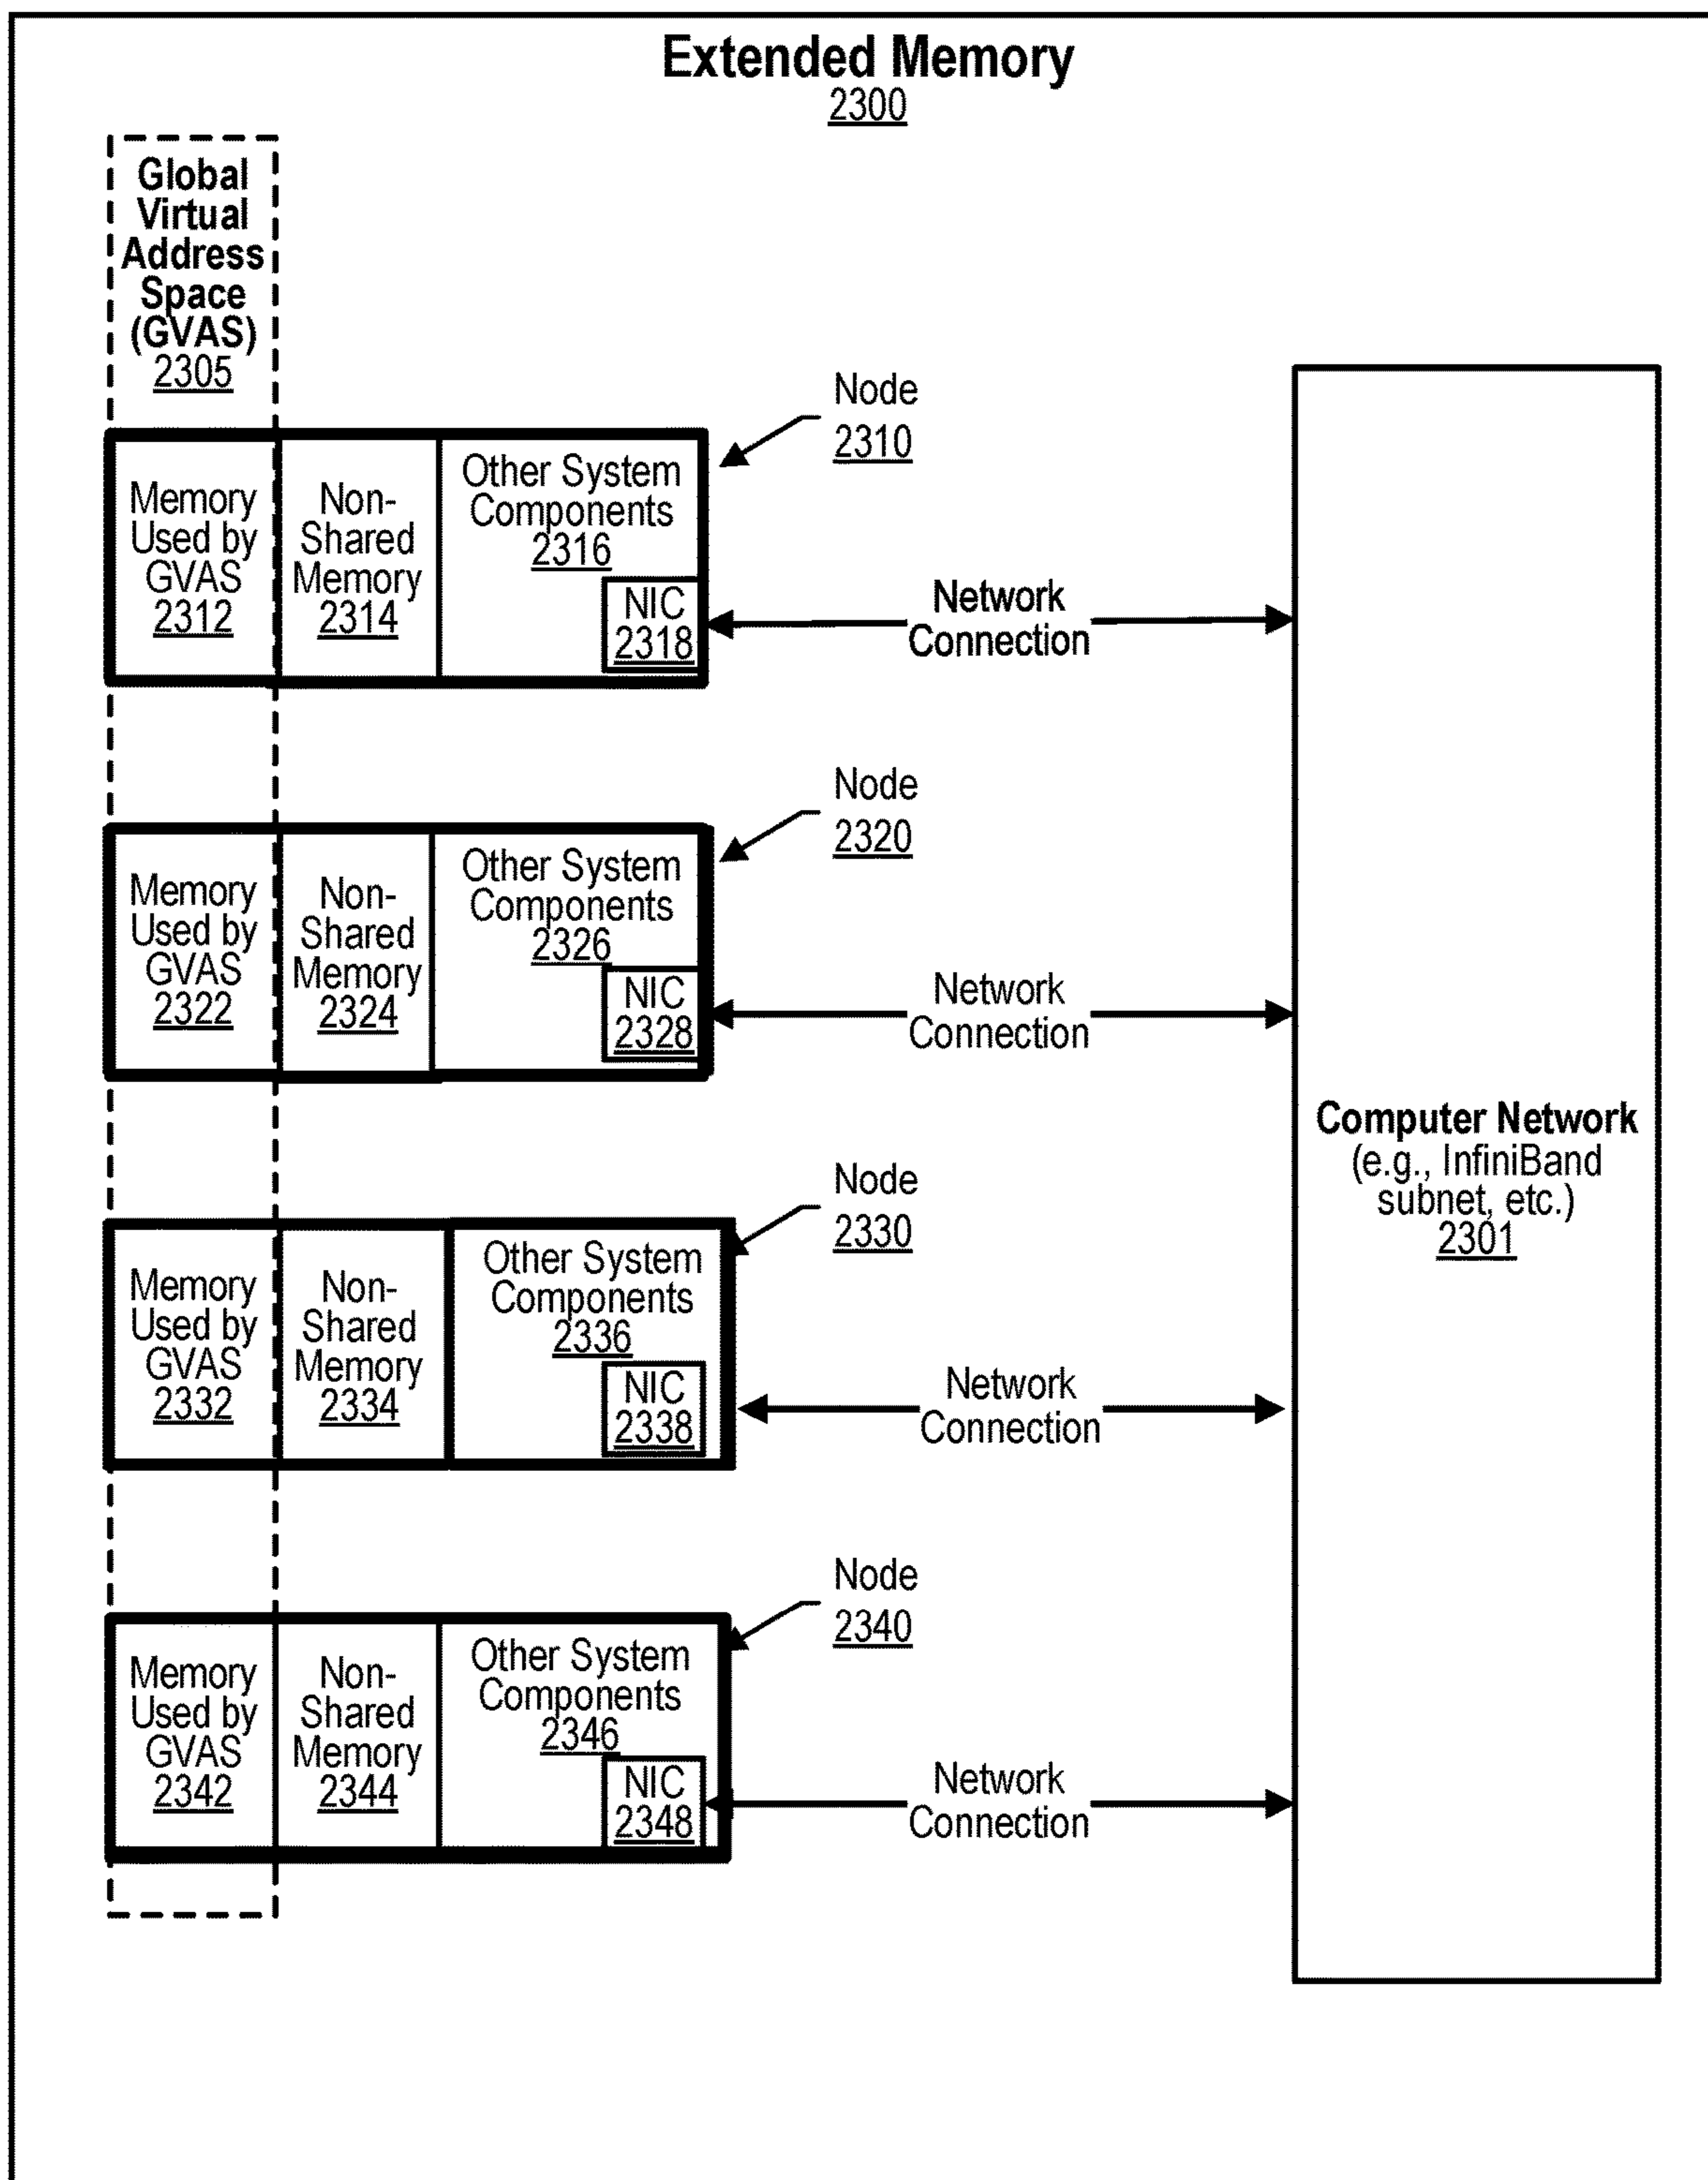 Extended Memory
2300
Global
Virtual
Address
Space
(GVAS)
2305
Node
2310
Memory
Used by
GVAS
2312
Non-
Shared
Memory
2314
Other System
Components
2316
NIC
2318
Network
Connection
Node
2320
Memory
Used by
GVAS
2322
Non-
Shared
Memory
2324
Other System
Components
2326
NIC
2328
Network
Connection
Node
2330
Memory
Used by
GVAS
2332
Non-
Shared
Memory
2334
Other System
Components
2336
NIC
2338
Network
Connection
Node
2340
Memory
Used by
GVAS
2342
Non-
Shared
Memory
2344
Other System
Components
2346
NIC
2348
Network
Connection
Computer Network
(e.g., InfiniBand
subnet, etc.)
2301